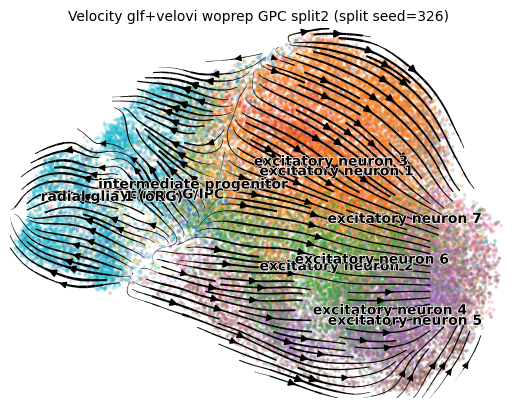 Velocity glf+velovi woprep GPC split2 (split seed=326)
excitatory neuron 3
excitatory neuron 1
intermediate progenitor
radial glia 1 (oRG)
G/IPC
excitatory neuron 7
excitatory neuron 6
excitatory neuron 2
excitatory neuron 4
excitatory neuron 5